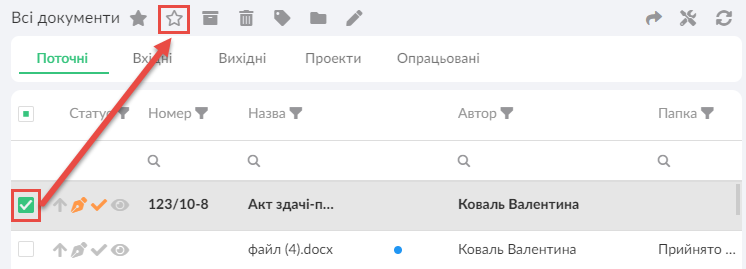 Всі документи
Поточні Вхідні Вихідні Проекти Опрацьовані
Статус Номер Назва Автор Папка
123/10-8 Акт здачі-п... Коваль Валентина
файл (4).docx Коваль Валентина Прийнято ...